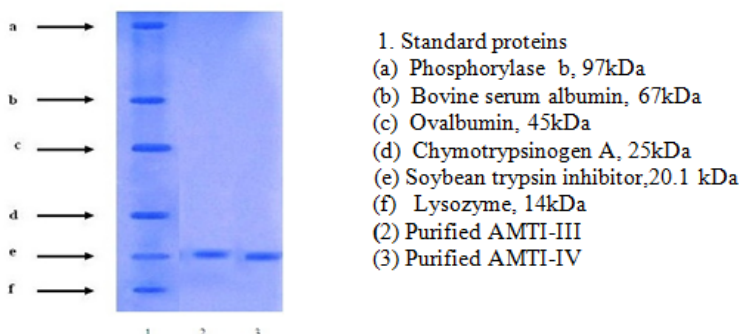 a
b
c
d
e
f
1 2 3
1. Standard proteins
(a) Phosphorylase b, 97kDa
(b) Bovine serum albumin, 67kDa
(c) Ovalbumin, 45kDa
(d) Chymotrypsinogen A, 25kDa
(e) Soybean trypsin inhibitor,20.1 kDa
(f) Lysozyme, 14kDa
(2) Purified AMTI-III
(3) Purified AMTI-IV